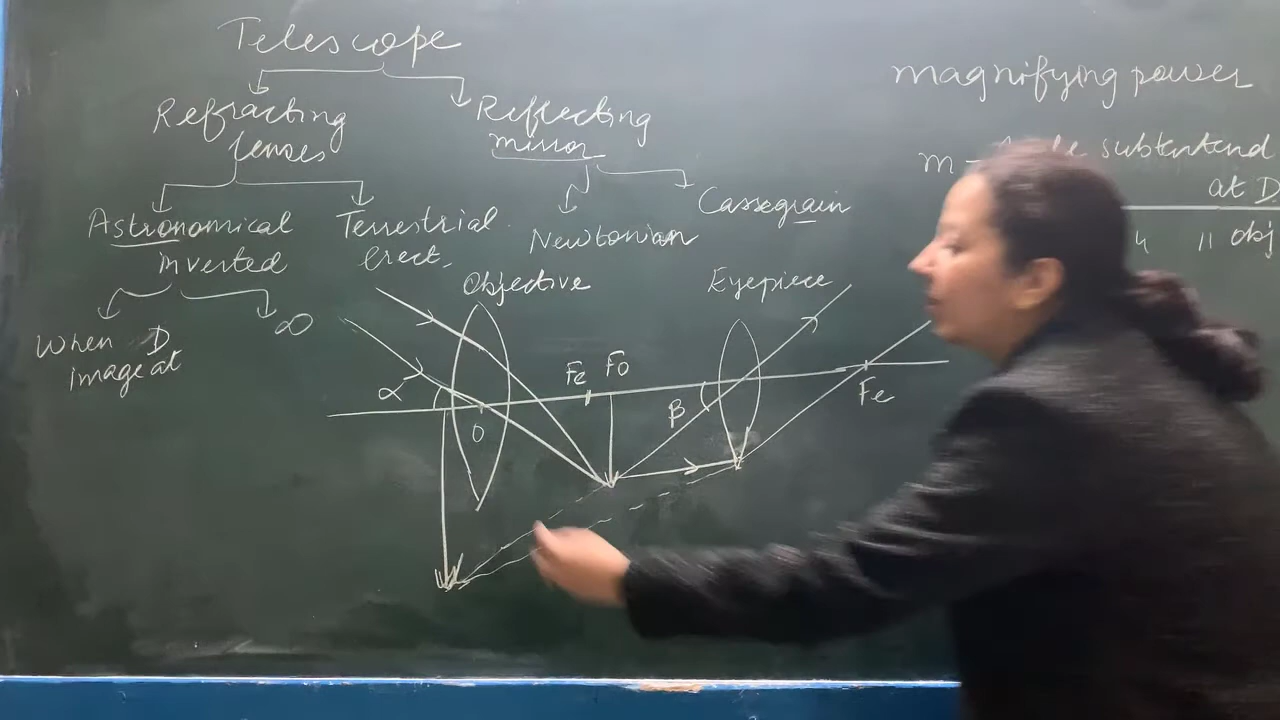 Telescope
Refracting
lenses
Reflecting
mirror
Astronomical
inverted
Terrestrial
Erect,
Newtonian
Cassegrain
When D
image at
∞
Objective
Eyepiece
α
O
Fe
Fo
β
Fe
magnifying power
m = subtend
at D
" obj